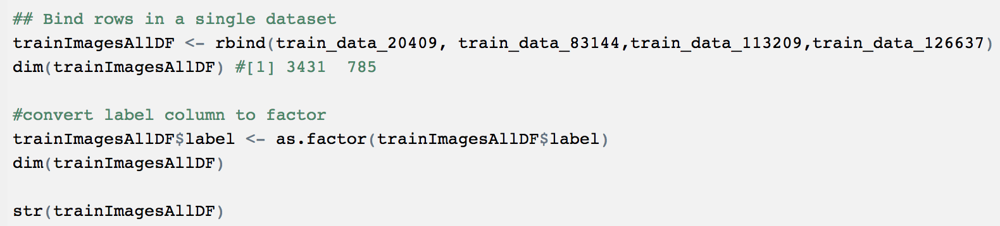 ## Bind rows in a single dataset
trainImagesAllDF <- rbind(train_data_20409, train_data_83144,train_data_113209,train_data_126637)
dim(trainImagesAllDF) #[1] 3431  785
#convert label column to factor
trainImagesAllDF$label <- as.factor(trainImagesAllDF$label)
dim(trainImagesAllDF)
str(trainImagesAllDF)